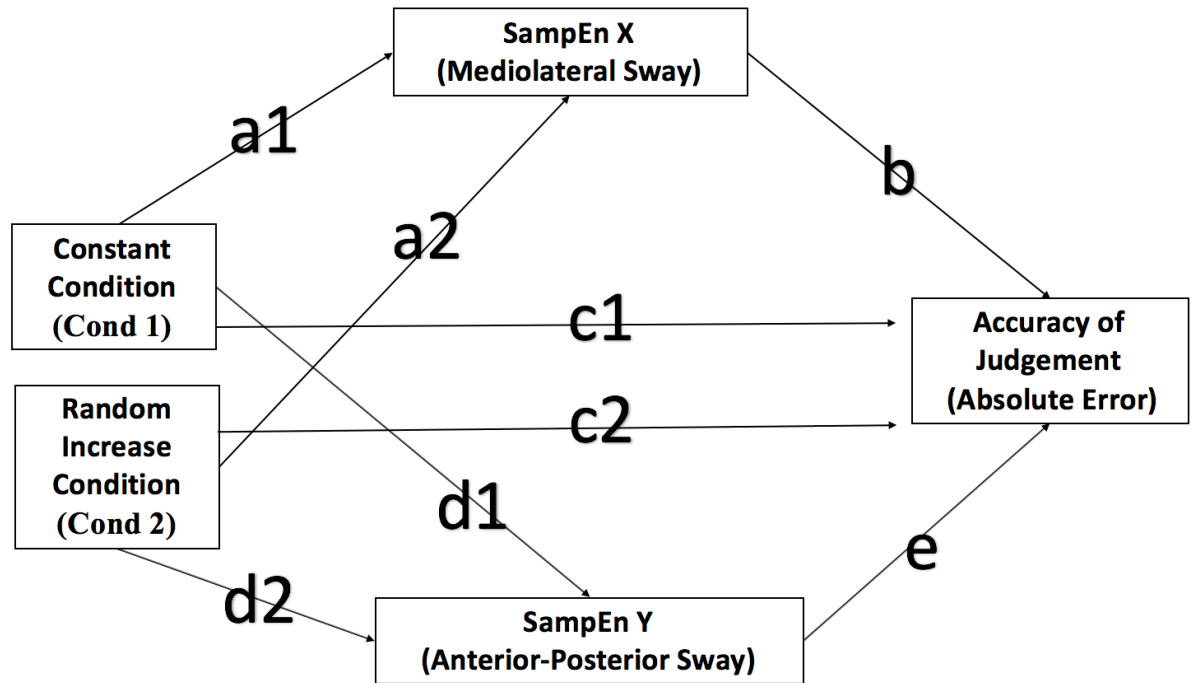 SampEn X
(Mediolateral Sway)
a1
b
a2
Constant
Condition
(Cond 1)
c1
Accuracy of
Judgement
(Absolute Error)
Random
Increase
Condition
(Cond 2)
c2
d1
e
d2
SampEn Y
(Anterior-Posterior Sway)